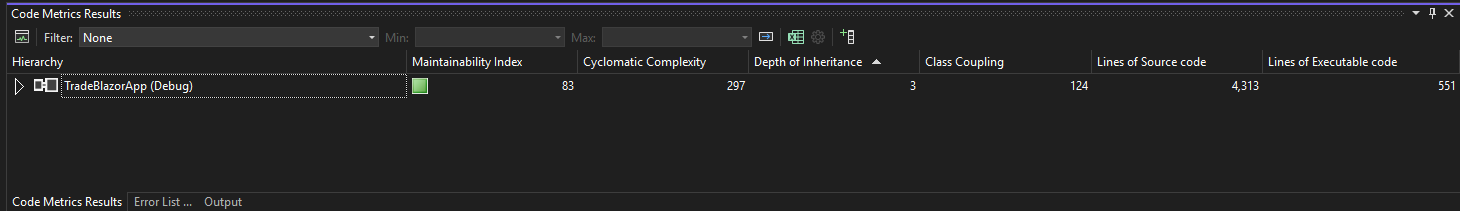 Code Metrics Results
Filter: None Min: Max:
Hierarchy Maintainability Index Cyclomatic Complexity Depth of Inheritance Class Coupling Lines of Source code Lines of Executable code
TradeBlazorApp (Debug) 83 297 3 124 4,313 551
Code Metrics Results Error List ... Output